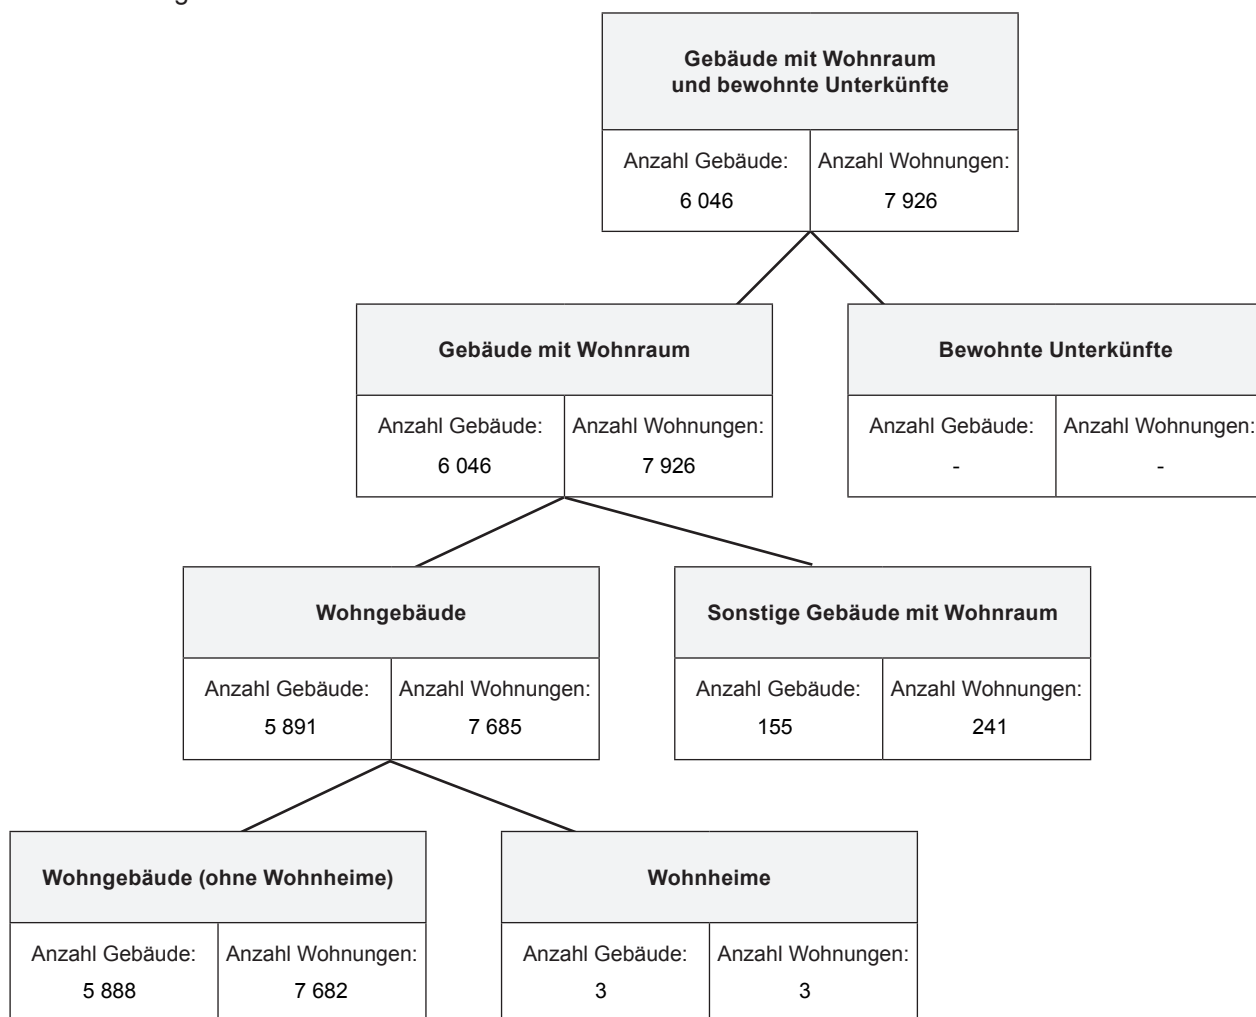 Gebäude mit Wohnraum
und bewohnte Unterkünfte
Anzahl Gebäude: Anzahl Wohnungen:
6 046 7 926
Gebäude mit Wohnraum
Anzahl Gebäude: Anzahl Wohnungen:
6 046 7 926
Bewohnte Unterkünfte
Anzahl Gebäude: Anzahl Wohnungen:
- -
Wohngebäude
Anzahl Gebäude: Anzahl Wohnungen:
5 891 7 685
Sonstige Gebäude mit Wohnraum
Anzahl Gebäude: Anzahl Wohnungen:
155 241
Wohngebäude (ohne Wohnheime)
Anzahl Gebäude: Anzahl Wohnungen:
5 888 7 682
Wohnheime
Anzahl Gebäude: Anzahl Wohnungen:
3 3